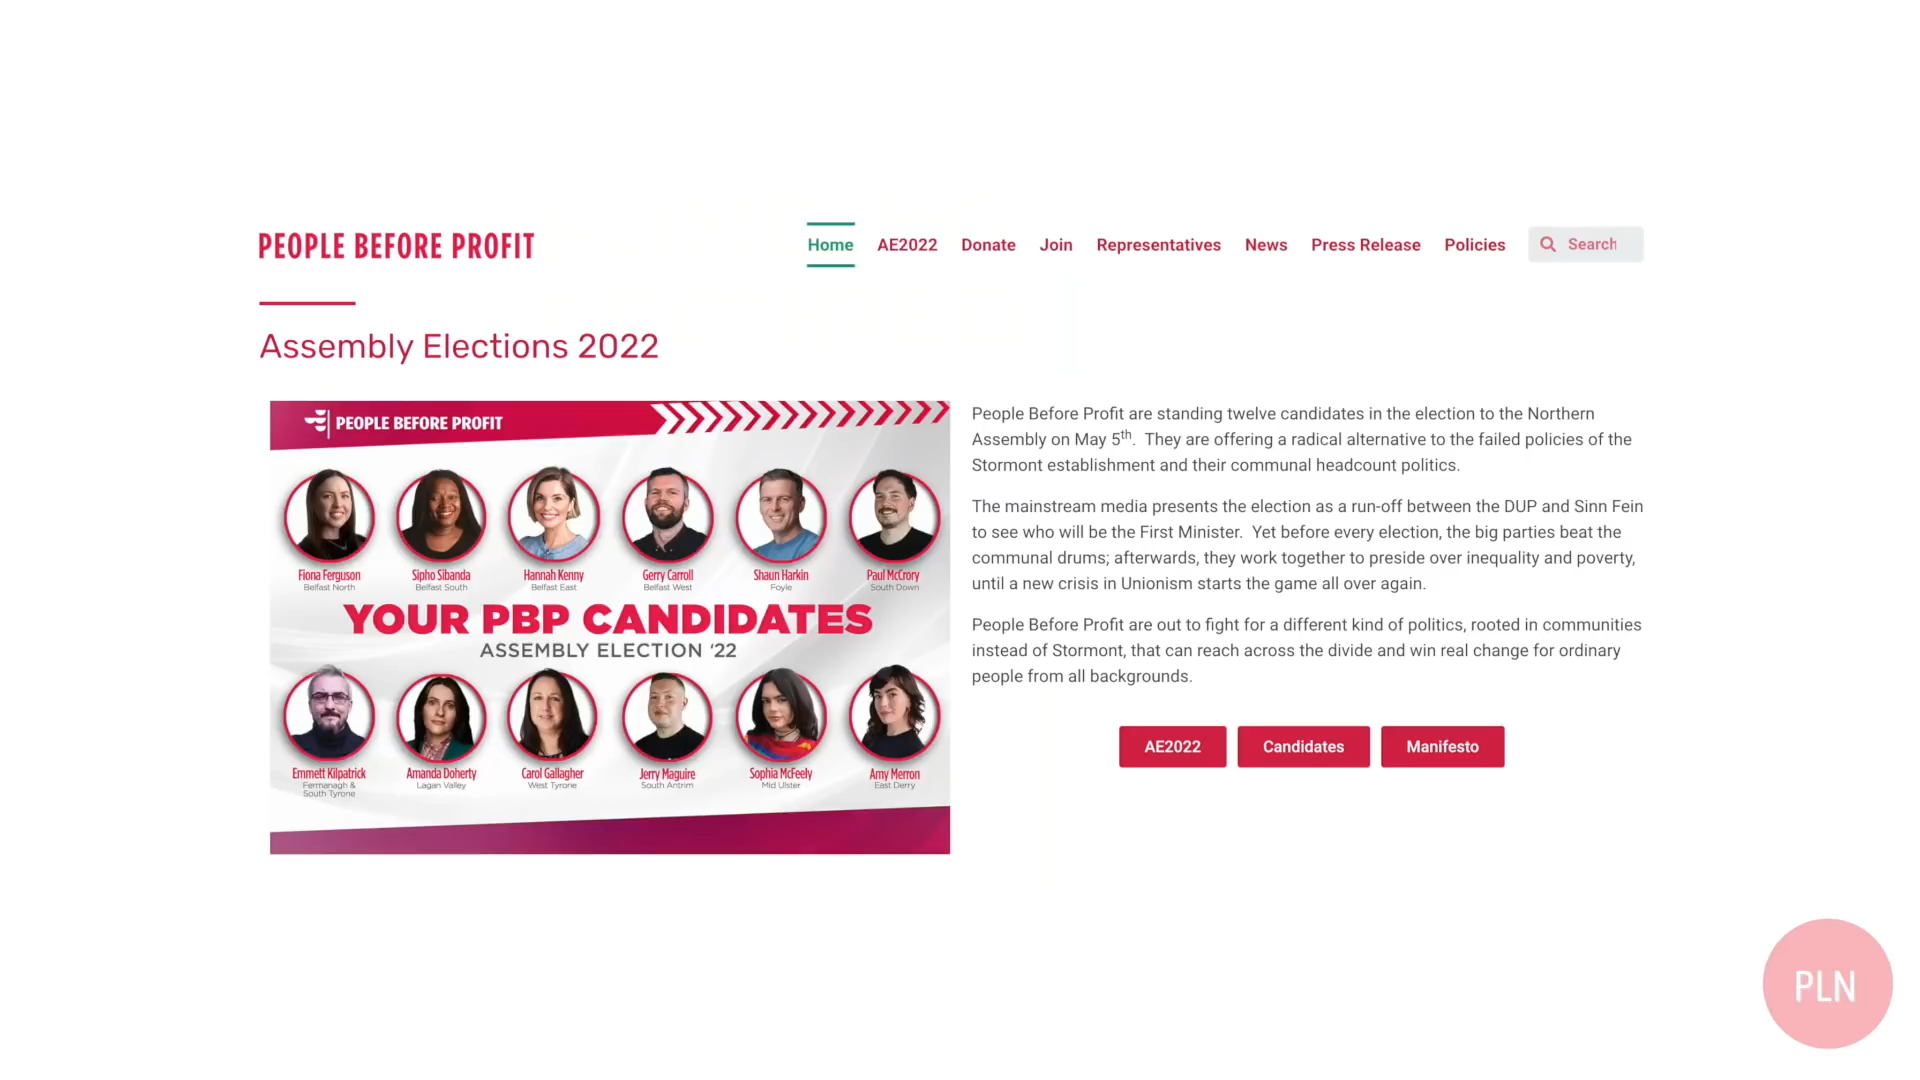 PEOPLE BEFORE PROFIT
Home AE2022 Donate Join Representatives News Press Release Policies Search
Assembly Elections 2022
PEOPLE BEFORE PROFIT
Fiona Ferguson Sipho Sibanda Hannah Kenny Gerry Carroll Shaun Harkin Paul McCrory
Belfast North Belfast South Belfast East Belfast West Foyle South Down
YOUR PBP CANDIDATES
ASSEMBLY ELECTION ‘22
Emmett Kilpatrick Amanda Doherty Carol Gallagher Jerry Maguire Sophia McFeely Amy Merron
Fermanagh & Lagan Valley West Tyrone South Antrim Mid Ulster East Derry
South Tyrone
People Before Profit are standing twelve candidates in the election to the Northern
Assembly on May 5th. They are offering a radical alternative to the failed policies of the
Stormont establishment and their communal headcount politics.
The mainstream media presents the election as a run-off between the DUP and Sinn Fein
to see who will be the First Minister. Yet before every election, the big parties beat the
communal drums; afterwards, they work together to preside over inequality and poverty,
until a new crisis in Unionism starts the game all over again.
People Before Profit are out to fight for a different kind of politics, rooted in communities
instead of Stormont, that can reach across the divide and win real change for ordinary
people from all backgrounds.
AE2022 Candidates Manifesto
PLN